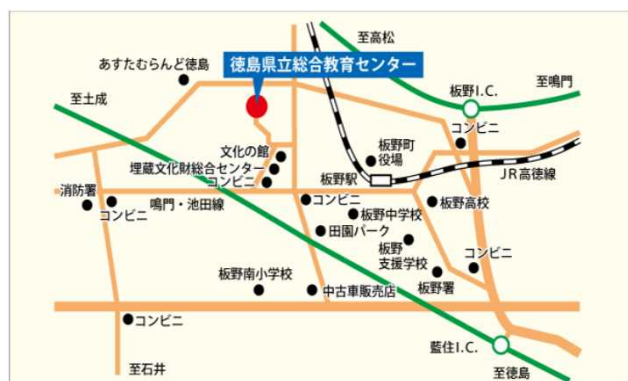 至高松
徳島県立総合教育センター
あすたむらんど徳島
至土成
板野I.C.
至鳴門
コンビニ
文化の館
埋蔵文化財総合センター
コンビニ
板野町
役場
板野駅
JR高徳線
消防署
コンビニ
鳴門・池田線
コンビニ
板野中学校
板野高校
田園パーク
板野
支援学校
コンビニ
板野南小学校
中古車販売店
板野署
コンビニ
藍住I.C.
至石井
至徳島